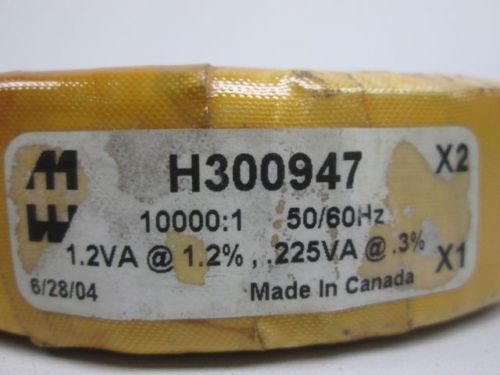 H300947 X2
10000:1 50/60Hz
1.2VA @ 1.2% , .225VA @ .3%
X1
6/28/04 Made In Canada